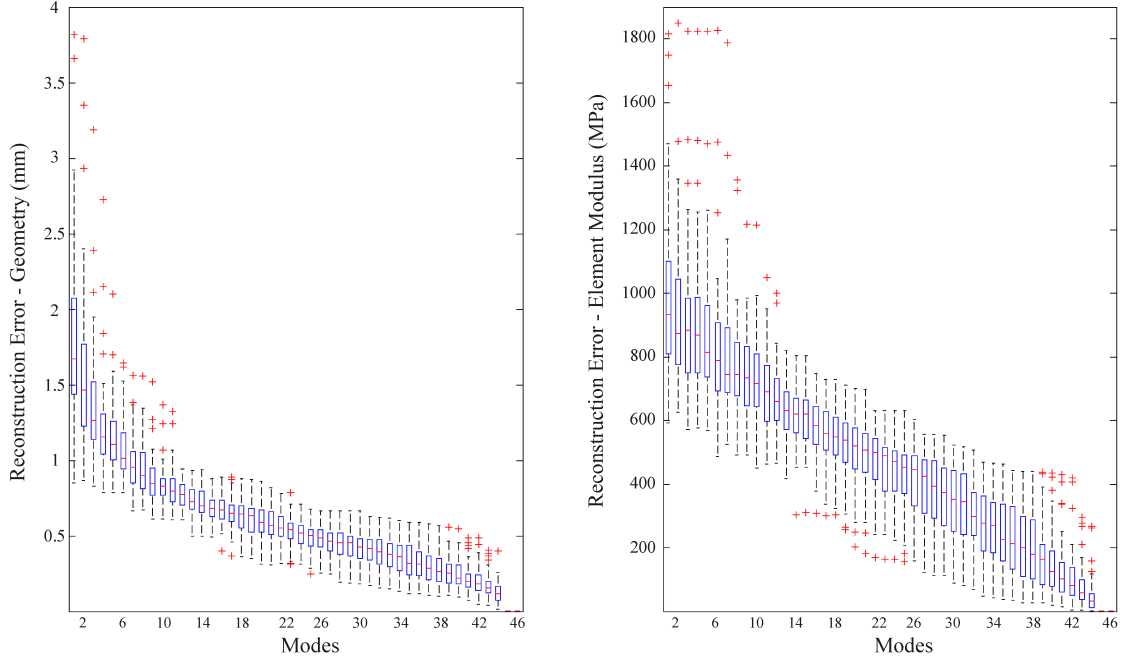 Reconstruction Error - Geometry (mm)
4
3.5
3
2.5
2
1.5
1
0.5
2 6 10 14 18 22 26 30 34 38 42 46
Modes
Reconstruction Error - Element Modulus (MPa)
1800
1600
1400
1200
1000
800
600
400
200
2 6 10 14 18 22 26 30 34 38 42 46
Modes